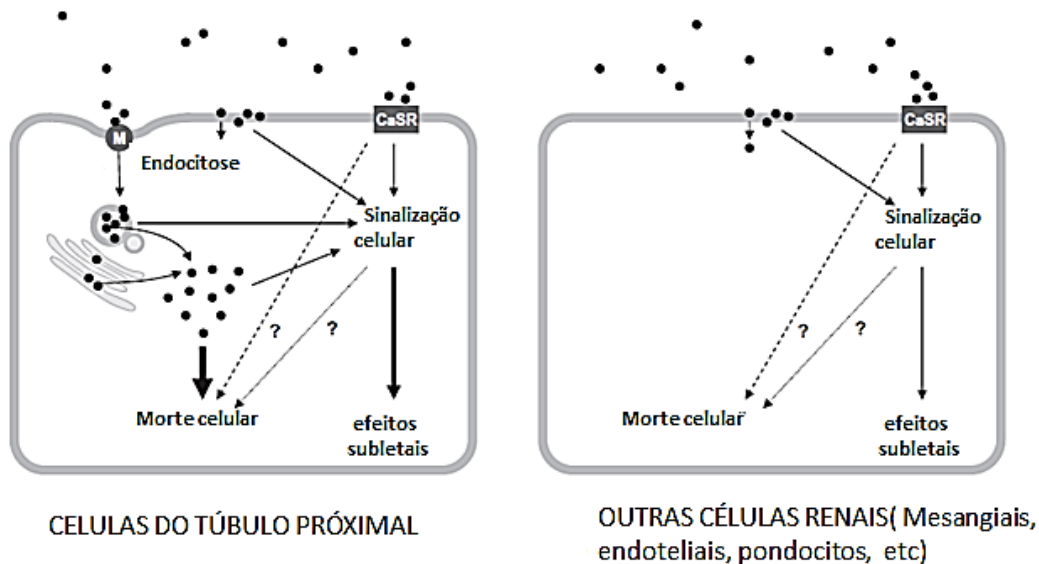 CaSR
M
Endocitose
Sinalização
celular
?
?
Morte celular
efeitos
subletais
CELULAS DO TÚBULO PRÓXIMAL
CaSR
Sinalização
celular
?
?
Morte celular
efeitos
subletais
OUTRAS CÉLULAS RENAIS( Mesangiais,
endoteliais, pondocitos, etc)